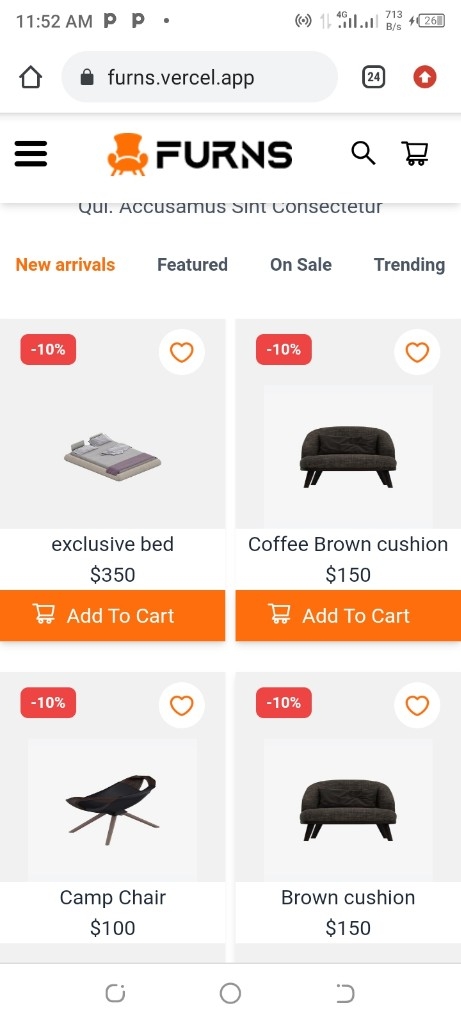 11:52 AM P P •
4G
713
B/s
26
furns.vercel.app
24
FURNS
Qui. Accusamus Sint Consectetur
New arrivals Featured On Sale Trending
-10% -10%
exclusive bed Coffee Brown cushion
$350 $150
Add To Cart Add To Cart
-10% -10%
Camp Chair Brown cushion
$100 $150